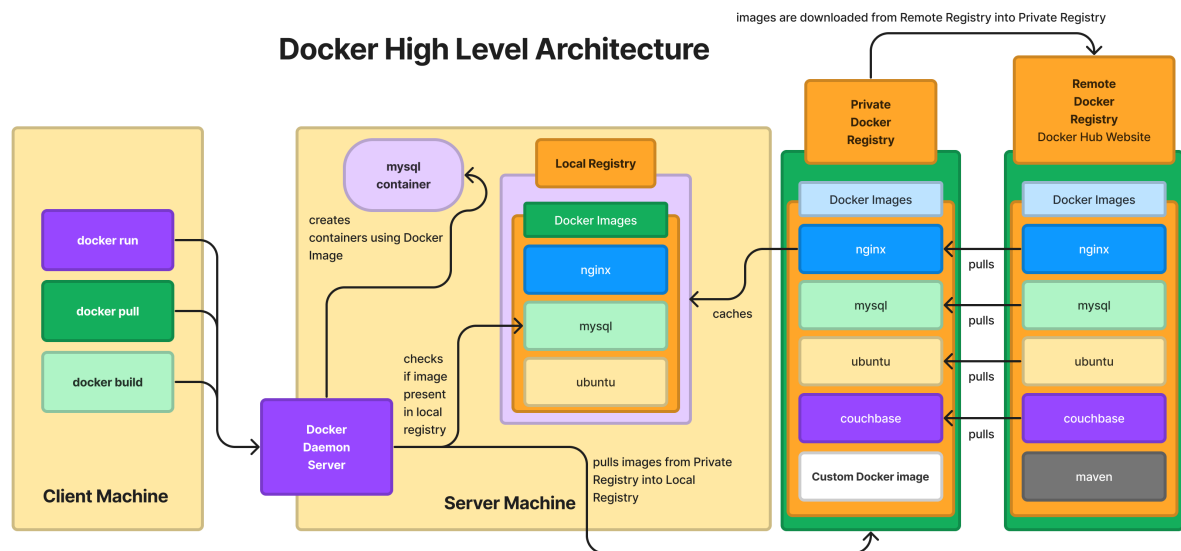 images are downloaded from Remote Registry into Private Registry
Docker High Level Architecture
docker run
docker pull
docker build
Client Machine
mysql
container
creates
containers using Docker
Image
Local Registry
Docker Images
nginx
mysql
ubuntu
checks
if image
present
in local
registry
Docker
Daemon
Server
Server Machine
pulls images from Private
Registry into Local
Registry
caches
Private
Docker
Registry
Docker Images
nginx
mysql
ubuntu
couchbase
Custom Docker image
pulls
pulls
pulls
pulls
Remote
Docker
Registry
Docker Hub Website
Docker Images
nginx
mysql
ubuntu
couchbase
maven